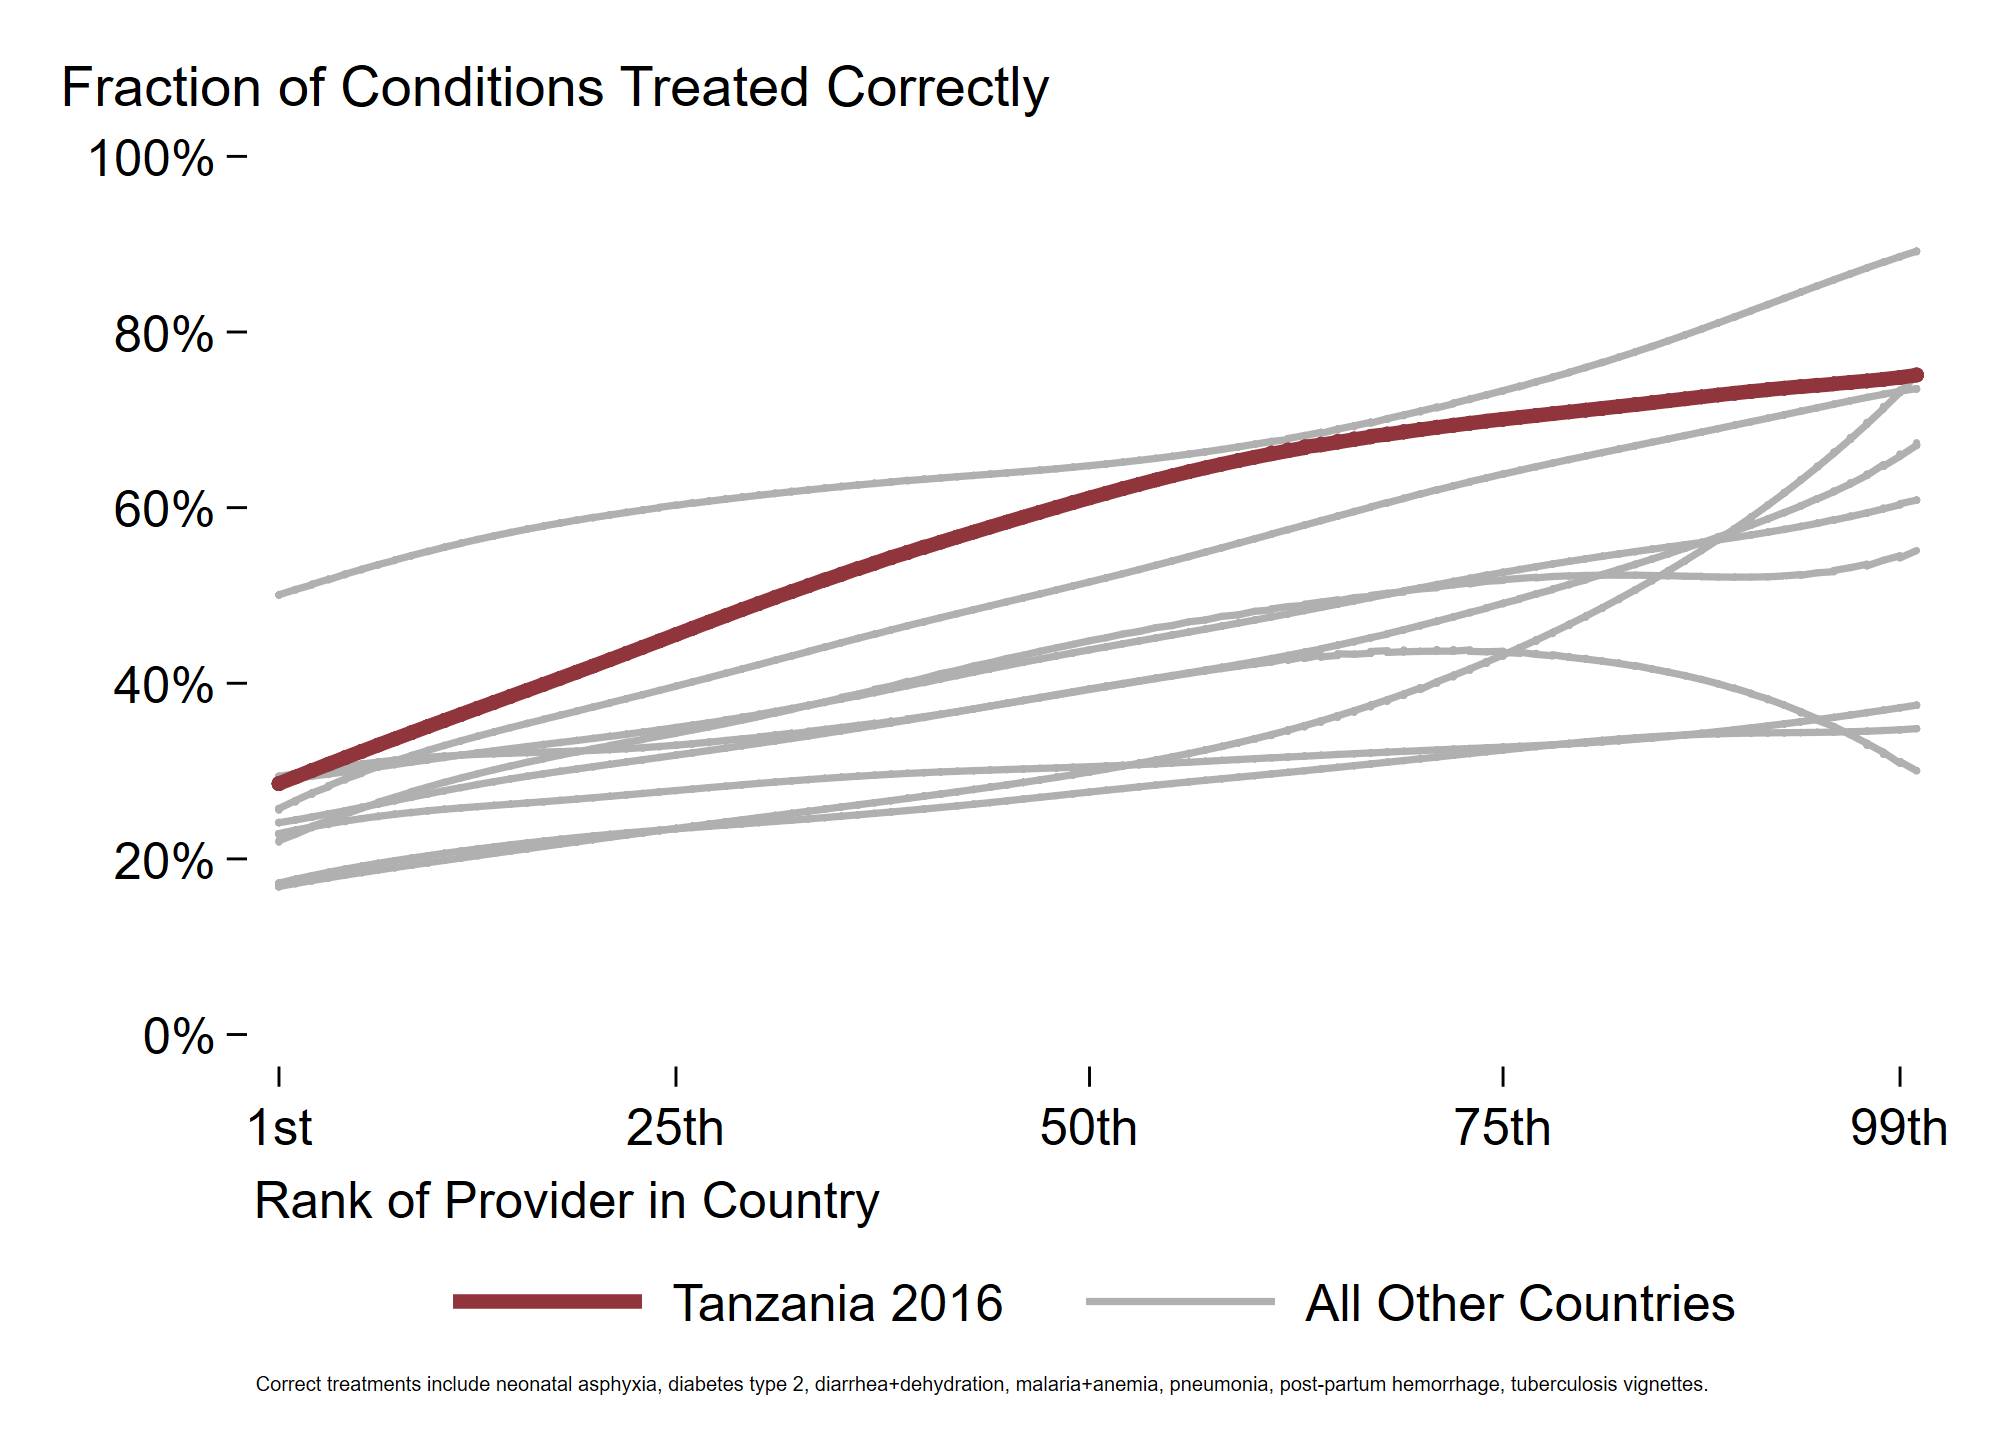 Fraction of Conditions Treated Correctly
100%
80%
60%
40%
20%
0%
1st 25th 50th 75th 99th
Rank of Provider in Country
Tanzania 2016 All Other Countries
Correct treatments include neonatal asphyxia, diabetes type 2, diarrhea+dehydration, malaria+anemia, pneumonia, post-partum hemorrhage, tuberculosis vignettes.